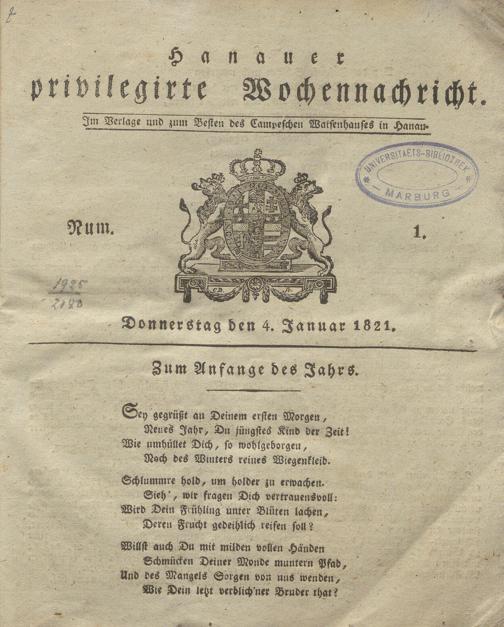 Hanauer
privilegirte Wochennachricht.
Im Verlage und zum Besten des Campeschen Waisenhauses in Hanau.
UNIVERSITAETS-BIBLIOTHEK
MARBURG
Num. 1.
1925
2180
Donnerstag den 4. Januar 1821.
Zum Anfange des Jahrs.
Sey gegrüßt an Deinem ersten Morgen,
Neues Jahr, Du jüngstes Kind der Zeit!
Wie umhüllet Dich, so wohlgeborgen,
Noch des Winters reines Wiegenkleid.
Schlummre hold, um holder zu erwachen.
Sieh', wir fragen Dich vertrauensvoll:
Wird Dein Frühling unter Blüten lachen,
Deren Frucht gedeihlich reifen soll?
Willst auch Du mit milden vollen Händen
Schmücken Deiner Monde muntern Pfad,
Und des Mangels Sorgen von uns wenden,
Wie Dein letzt verblich'ner Bruder that?